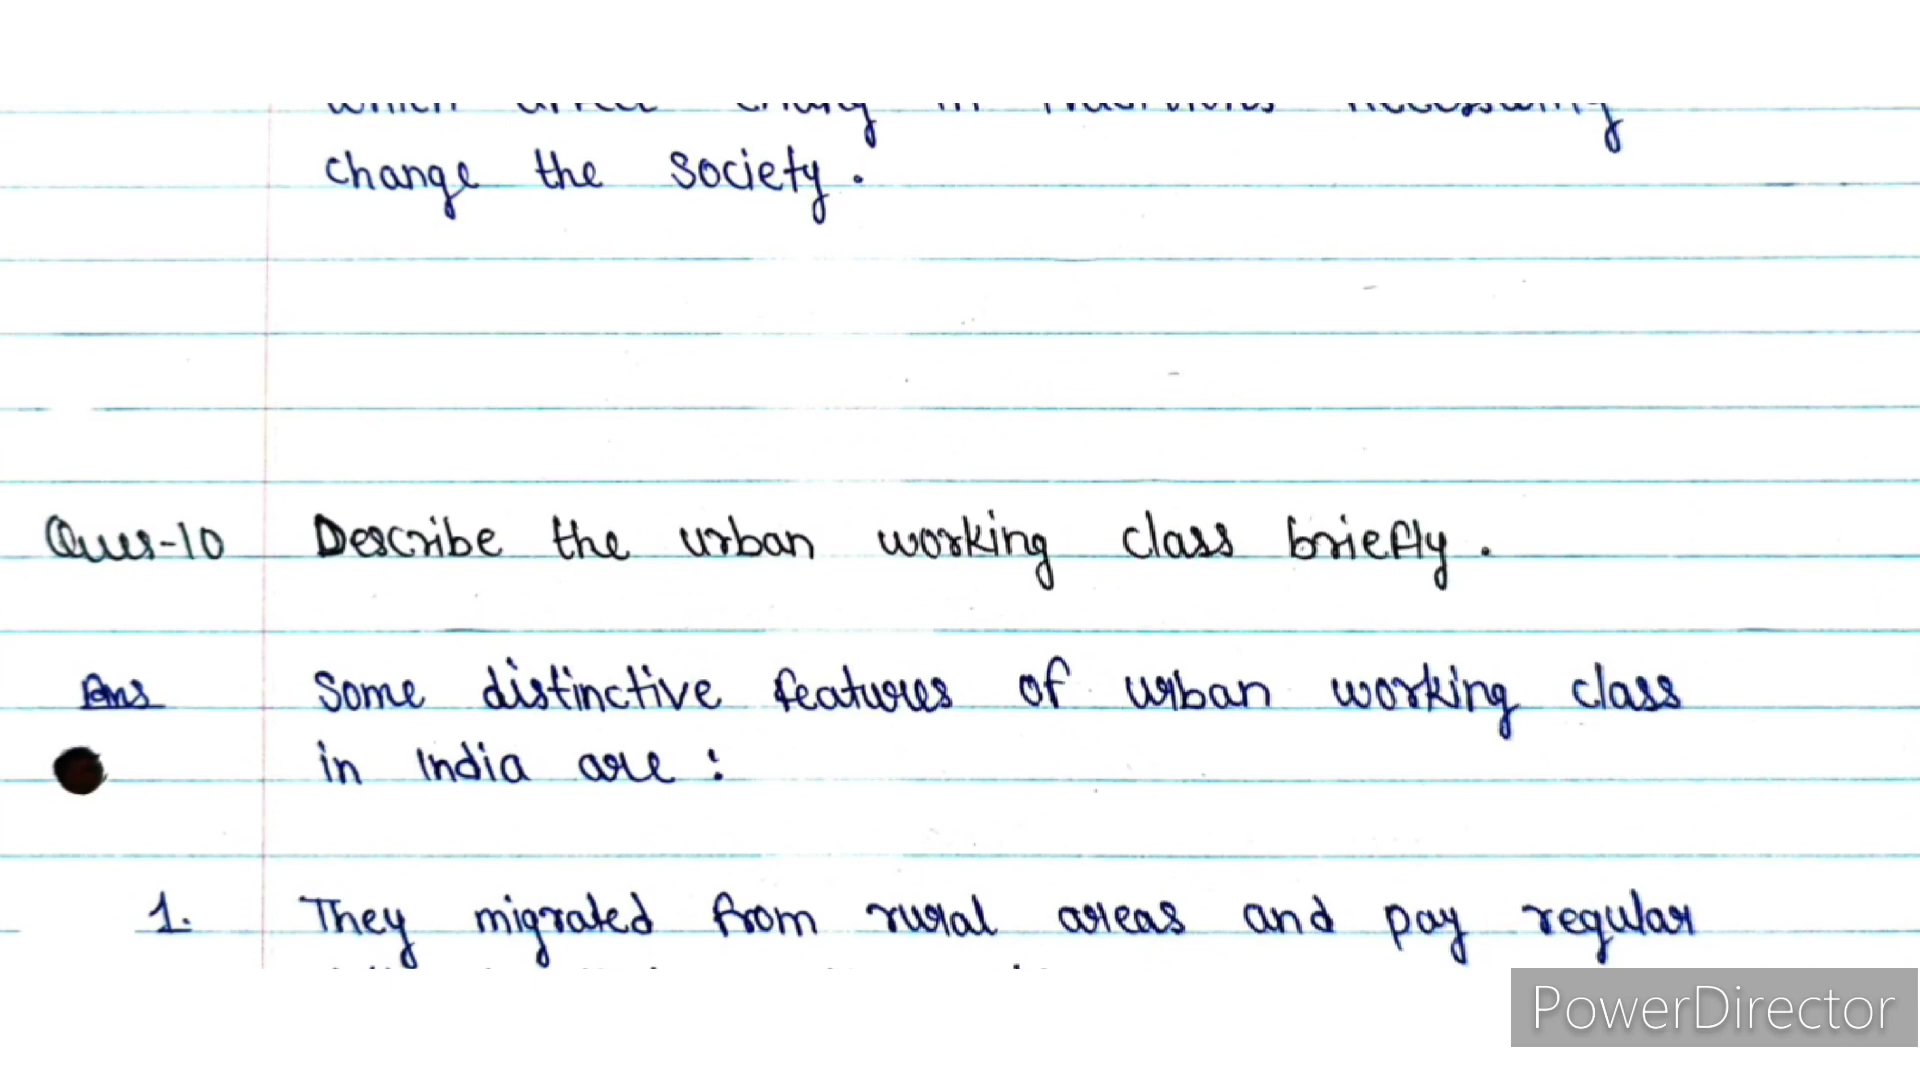 change the society.
Ques-10 Describe the urban working class briefly.
Ans Some distinctive features of urban working class
in India are :
1. They migrated from rural areas and pay regular
PowerDirector